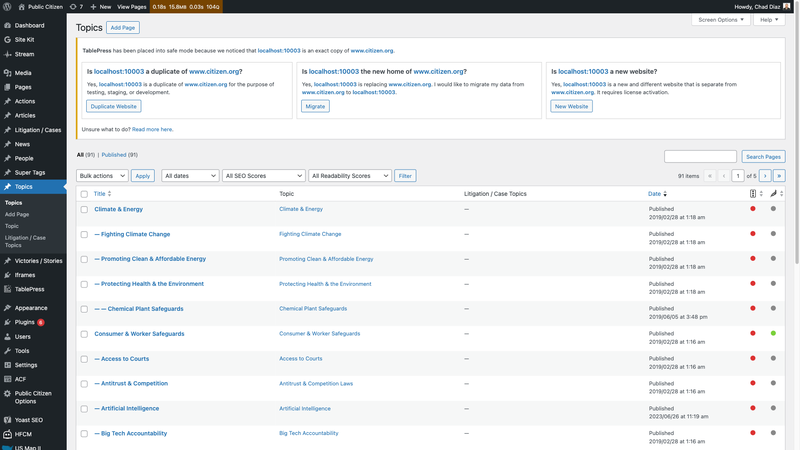 Public Citizen
7
New
View Pages
0.18s 15.8MB 0.03s 104Q
Howdy, Chad Diaz
Dashboard
Site Kit
Stream
Media
Pages
Actions
Articles
Litigation / Cases
News
People
Super Tags
Topics
Topics
Add Page
Topic
Litigation / Case
Topics
Victories / Stories
Iframes
TablePress
Appearance
Plugins 4
Users
Tools
Settings
ACF
Public Citizen
Options
Yoast SEO
HFCM
US Map II
Screen Options
Help
Topics
Add Page
TablePress has been placed into safe mode because we noticed that localhost:10003 is an exact copy of www.citizen.org.
Is localhost:10003 a duplicate of www.citizen.org?
Yes, localhost:10003 is a duplicate of www.citizen.org for the purpose of
testing, staging, or development.
Duplicate Website
Is localhost:10003 the new home of www.citizen.org?
Yes, localhost:10003 is replacing www.citizen.org. I would like to migrate my data from
www.citizen.org to localhost:10003.
Migrate
Is localhost:10003 a new website?
Yes, localhost:10003 is a new and different website that is separate from
www.citizen.org. It requires license activation.
New Website
Unsure what to do? Read more here.
All (91) | Published (91)
Search Pages
Bulk actions
Apply
All dates
All SEO Scores
All Readability Scores
Filter
91 items « ‹ 1 of 5 › »
Title
Topic
Litigation / Case Topics
Date
Climate & Energy
Climate & Energy
—
Published
2019/02/28 at 1:18 am
— Fighting Climate Change
Fighting Climate Change
—
Published
2019/02/28 at 1:18 am
— Promoting Clean & Affordable Energy
Promoting Clean & Affordable Energy
—
Published
2019/02/28 at 1:18 am
— Protecting Health & the Environment
Protecting Health & the Environment
—
Published
2019/02/28 at 1:18 am
— — Chemical Plant Safeguards
Chemical Plant Safeguards
—
Published
2019/06/05 at 3:48 pm
Consumer & Worker Safeguards
Consumer & Worker Safeguards
—
Published
2019/02/28 at 1:16 am
— Access to Courts
Access to Courts
—
Published
2019/02/28 at 1:16 am
— Antitrust & Competition
Antitrust & Competition Laws
—
Published
2019/02/28 at 1:16 am
— Artificial Intelligence
Artificial Intelligence
—
Published
2023/06/26 at 11:19 am
— Big Tech Accountability
Big Tech Accountability
—
Published
2019/02/28 at 1:16 am